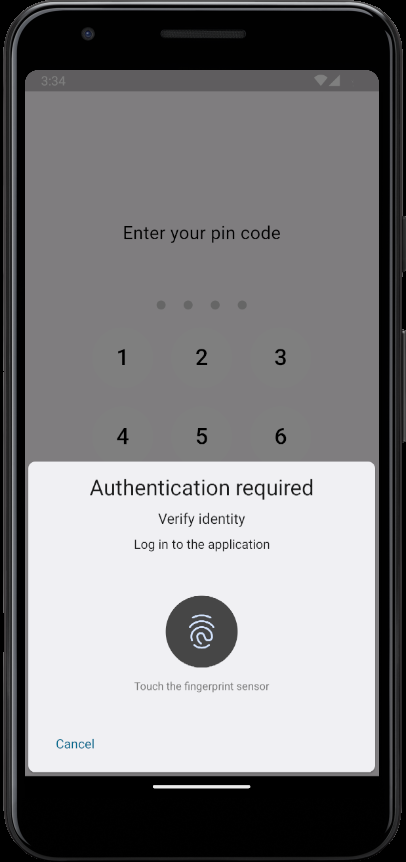 3:34
Enter your pin code
1 2 3
4 5 6
Authentication required
Verify identity
Log in to the application
Touch the fingerprint sensor
Cancel